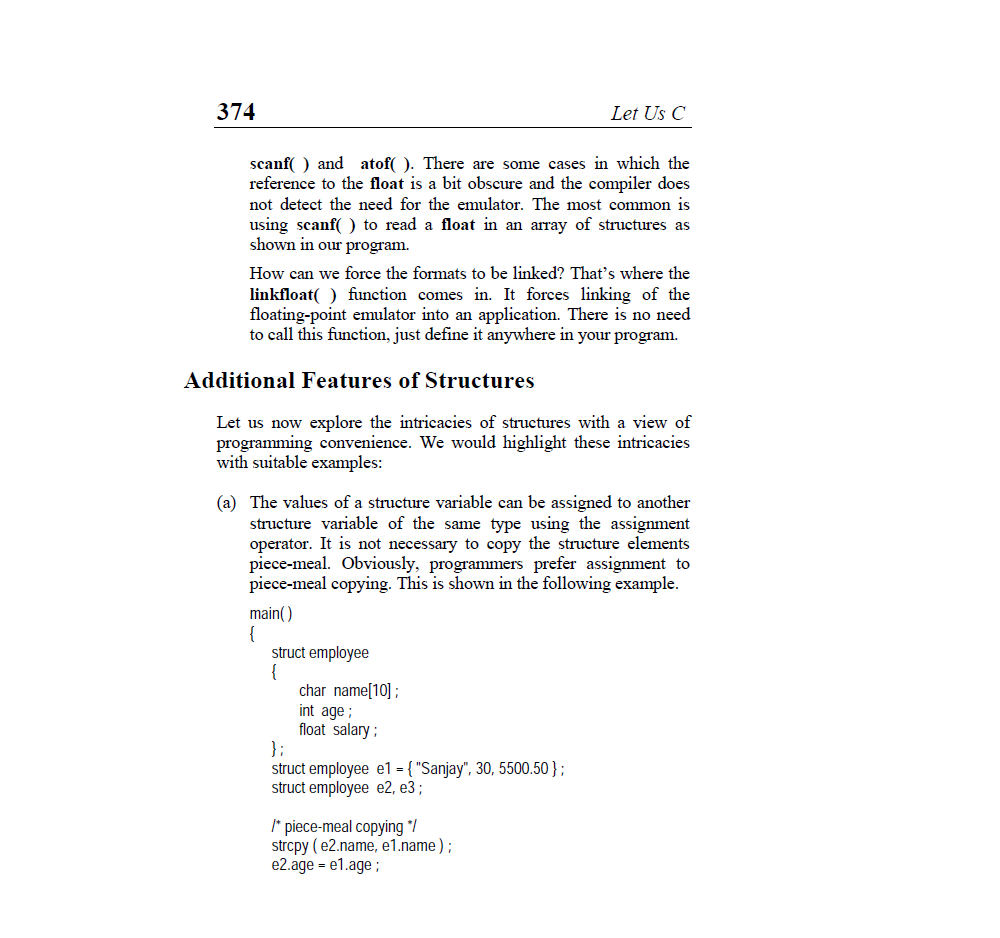 374 Let Us C
scanf( ) and atof( ). There are some cases in which the
reference to the float is a bit obscure and the compiler does
not detect the need for the emulator. The most common is
using scanf( ) to read a float in an array of structures as
shown in our program.
How can we force the formats to be linked? That’s where the
linkfloat( ) function comes in. It forces linking of the
floating-point emulator into an application. There is no need
to call this function, just define it anywhere in your program.
Additional Features of Structures
Let us now explore the intricacies of structures with a view of
programming convenience. We would highlight these intricacies
with suitable examples:
(a) The values of a structure variable can be assigned to another
structure variable of the same type using the assignment
operator. It is not necessary to copy the structure elements
piece-meal. Obviously, programmers prefer assignment to
piece-meal copying. This is shown in the following example.
main( )
{
struct employee
{
char name[10] ;
int age ;
float salary ;
} ;
struct employee e1 = { "Sanjay", 30, 5500.50 } ;
struct employee e2, e3 ;
/* piece-meal copying */
strcpy ( e2.name, e1.name ) ;
e2.age = e1.age ;